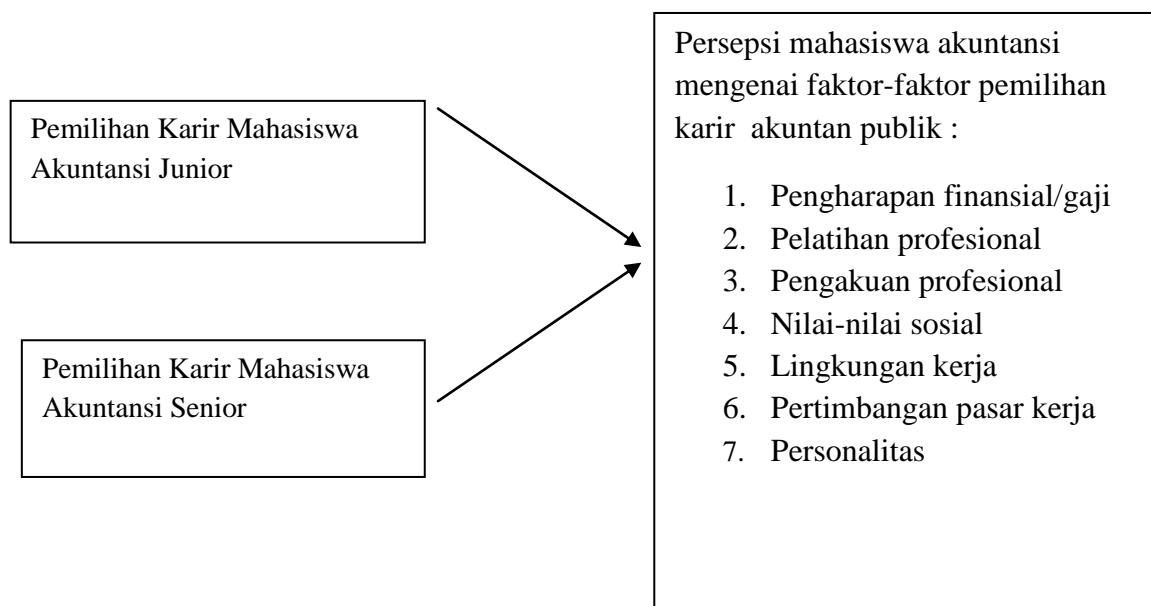 Pemilihan Karir Mahasiswa
Akuntansi Junior
Pemilihan Karir Mahasiswa
Akuntansi Senior
Persepsi mahasiswa akuntansi
mengenai faktor-faktor pemilihan
karir akuntan publik :
1. Pengharapan finansial/gaji
2. Pelatihan profesional
3. Pengakuan profesional
4. Nilai-nilai sosial
5. Lingkungan kerja
6. Pertimbangan pasar kerja
7. Personalitas